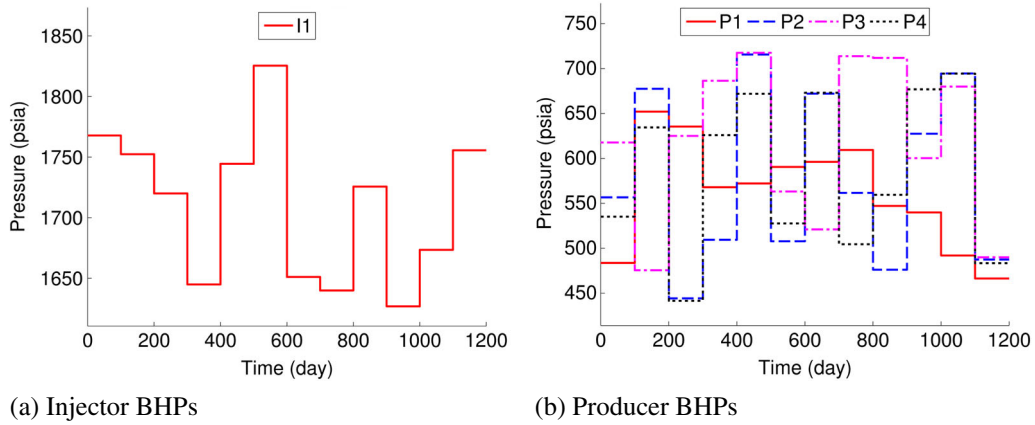 I1
1850
1800
1750
1700
1650
Pressure (psia)
0 200 400 600 800 1000 1200
Time (day)
(a) Injector BHPs
P1 P2 P3 P4
750
700
650
600
550
500
450
Pressure (psia)
0 200 400 600 800 1000 1200
Time (day)
(b) Producer BHPs